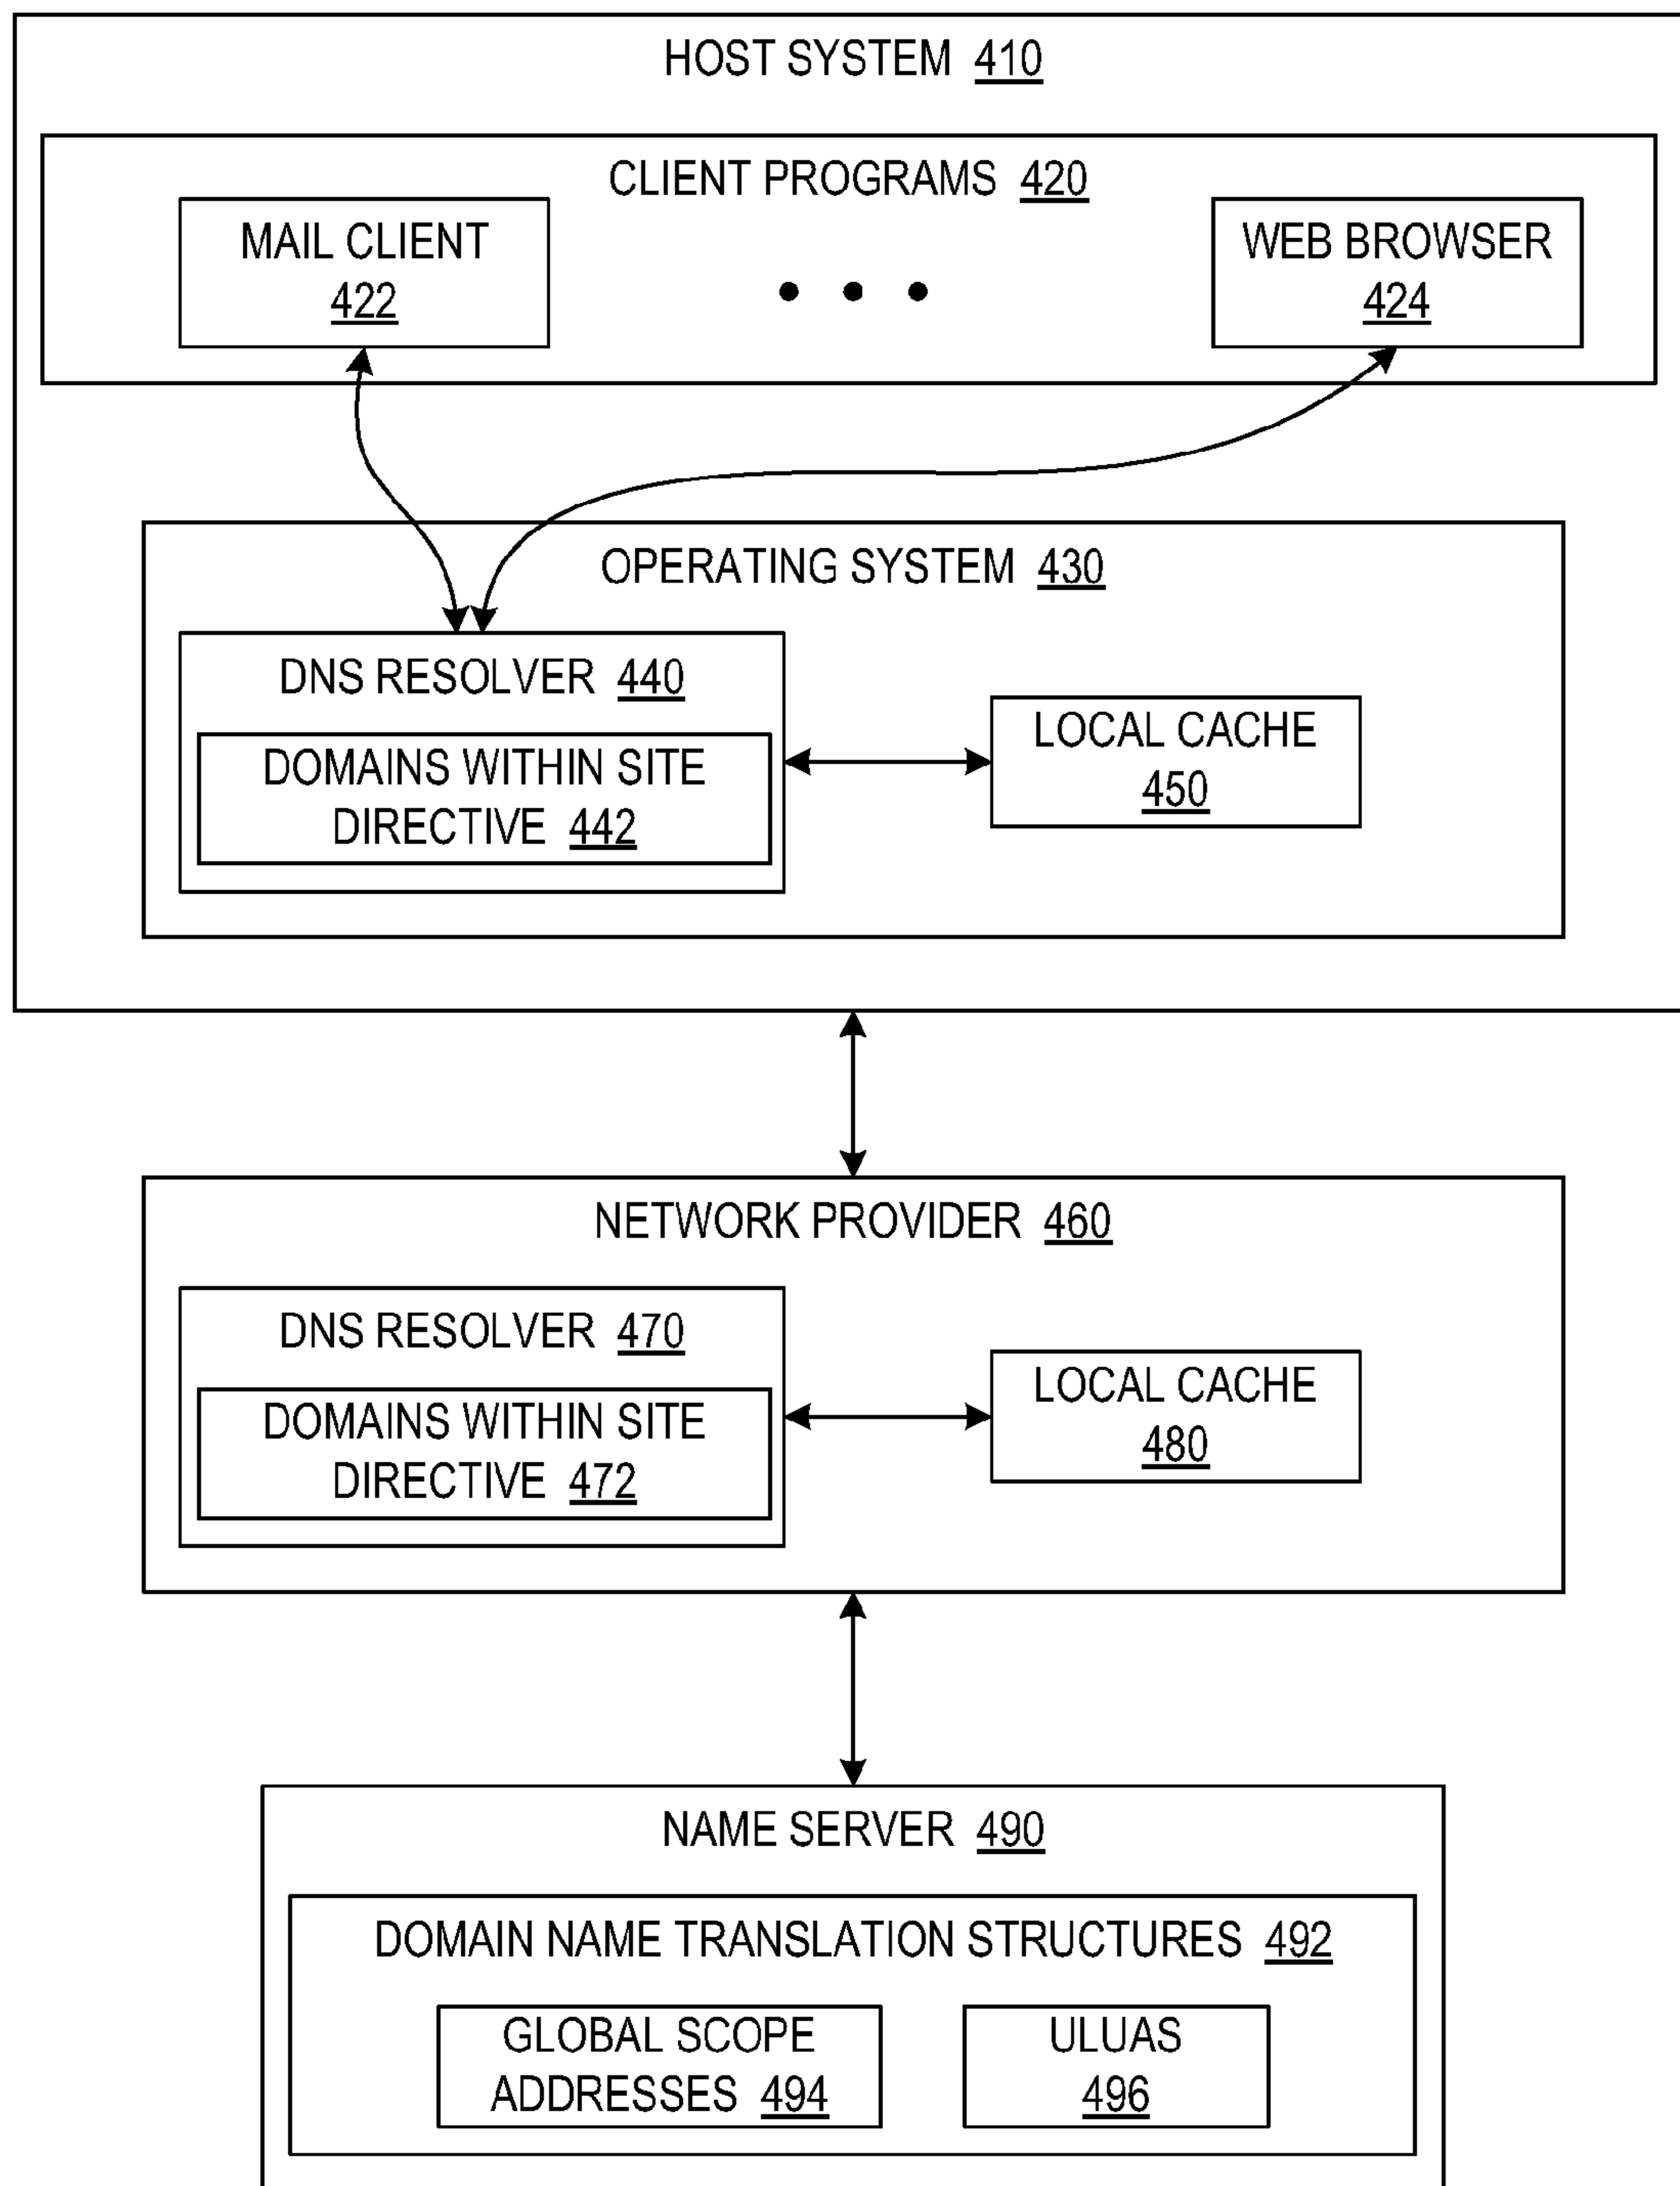 HOST SYSTEM 410
CLIENT PROGRAMS 420
MAIL CLIENT
422
WEB BROWSER
424
OPERATING SYSTEM 430
DNS RESOLVER 440
DOMAINS WITHIN SITE
DIRECTIVE 442
LOCAL CACHE
450
NETWORK PROVIDER 460
DNS RESOLVER 470
DOMAINS WITHIN SITE
DIRECTIVE 472
LOCAL CACHE
480
NAME SERVER 490
DOMAIN NAME TRANSLATION STRUCTURES 492
GLOBAL SCOPE
ADDRESSES 494
ULUAS
496